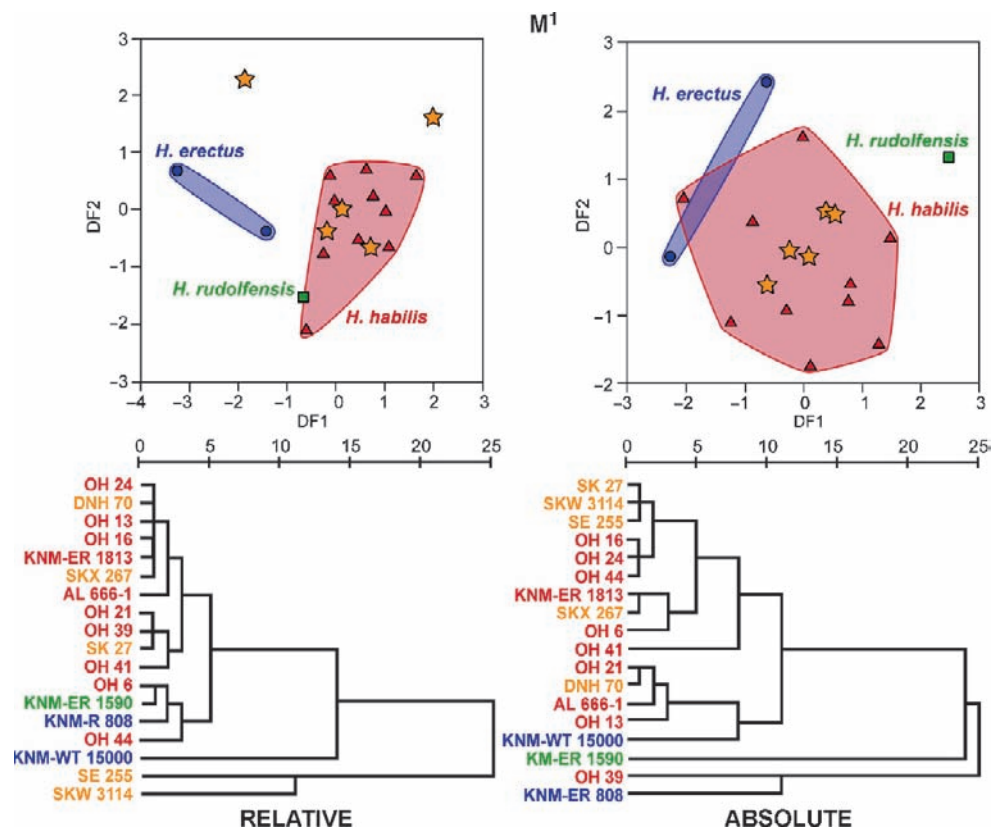 M¹
3
2
1
0
−1
−2
−3
DF2
H. erectus
H. rudolfensis
H. habilis
−4 −3 −2 −1 0 1 2 3
DF1
3
2
1
0
−1
−2
DF2
H. erectus
H. rudolfensis
H. habilis
−3 −2 −1 0 1 2 3
DF1
0 5 10 15 20 25
OH 24
DNH 70
OH 13
OH 16
KNM-ER 1813
SKX 267
AL 666-1
OH 21
OH 39
SK 27
OH 41
OH 6
KNM-ER 1590
KNM-R 808
OH 44
KNM-WT 15000
SE 255
SKW 3114
RELATIVE
0 5 10 15 20 25
SK 27
SKW 3114
SE 255
OH 16
OH 24
OH 44
KNM-ER 1813
SKX 267
OH 6
OH 41
OH 21
DNH 70
AL 666-1
OH 13
KNM-WT 15000
KM-ER 1590
OH 39
KNM-ER 808
ABSOLUTE